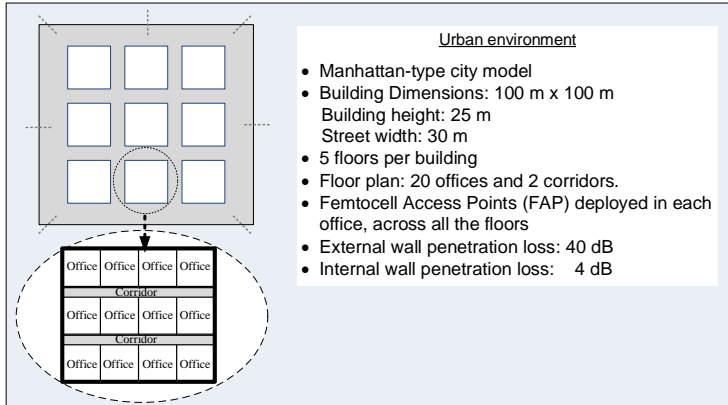 Urban environment
• Manhattan-type city model
• Building Dimensions: 100 m x 100 m
Building height: 25 m
Street width: 30 m
• 5 floors per building
• Floor plan: 20 offices and 2 corridors.
• Femtocell Access Points (FAP) deployed in each
office, across all the floors
• External wall penetration loss: 40 dB
• Internal wall penetration loss: 4 dB
Office Office Office Office
Corridor
Office Office Office Office
Corridor
Office Office Office Office